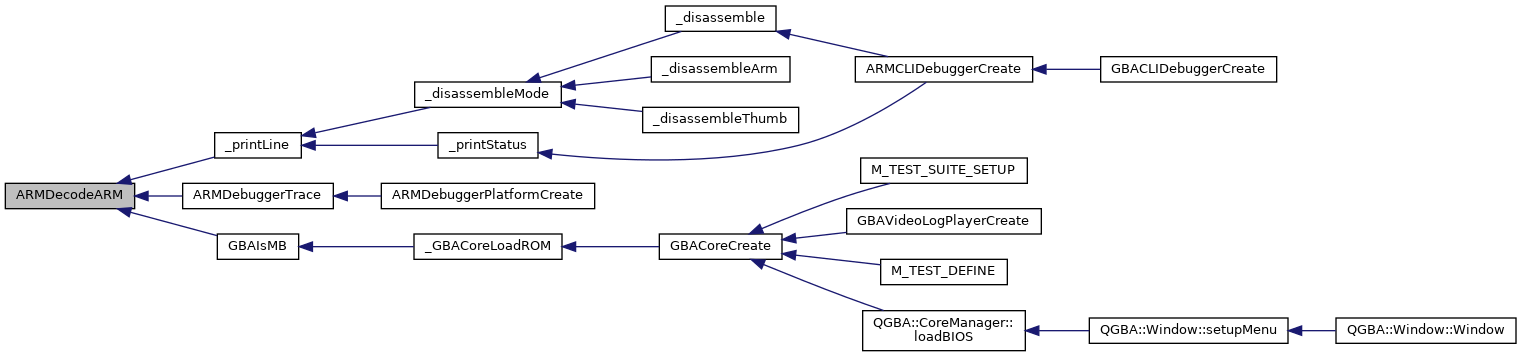 _disassemble
_disassembleArm
ARMCLIDebuggerCreate
GBACLIDebuggerCreate
_disassembleMode
_disassembleThumb
_printLine
_printStatus
M_TEST_SUITE_SETUP
ARMDecodeARM
ARMDebuggerTrace
ARMDebuggerPlatformCreate
GBAVideoLogPlayerCreate
GBAIsMB
_GBACoreLoadROM
GBACoreCreate
M_TEST_DEFINE
QGBA::CoreManager::
loadBIOS
QGBA::Window::setupMenu
QGBA::Window::Window